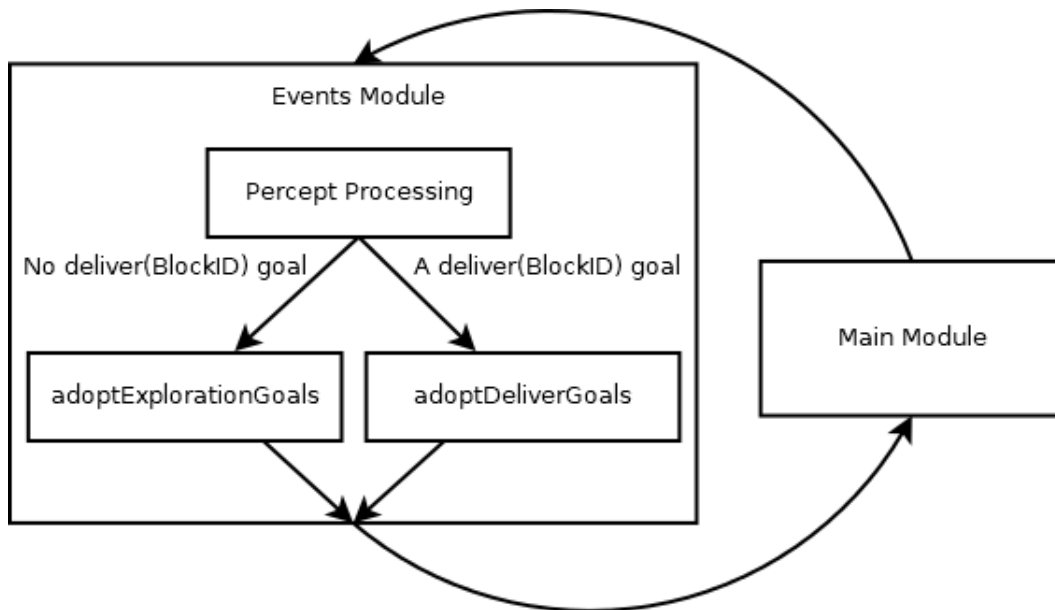 Events Module
Percept Processing
No deliver(BlockID) goal
A deliver(BlockID) goal
Main Module
adoptExplorationGoals
adoptDeliverGoals